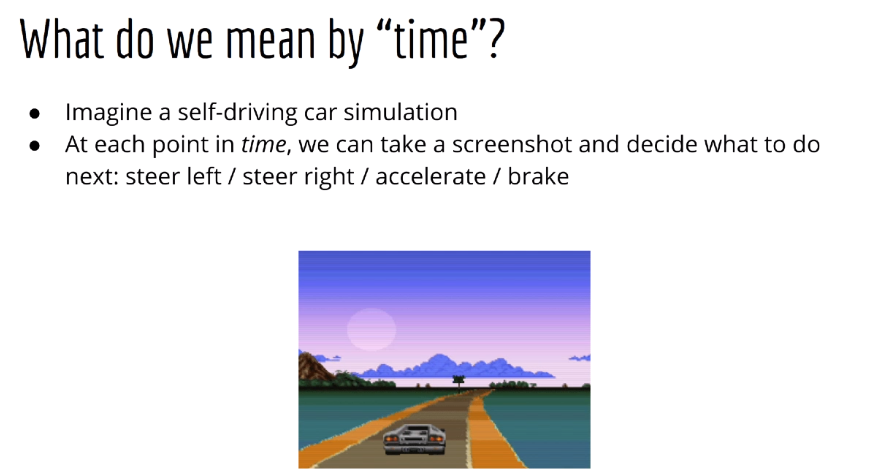 What do we mean by “time”?
● Imagine a self-driving car simulation
● At each point in time, we can take a screenshot and decide what to do
next: steer left / steer right / accelerate / brake